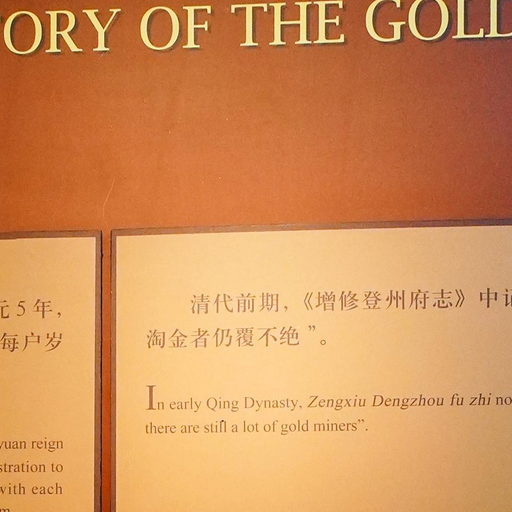 TORY OF THE GOLD
元 5 年，
每户岁
yuan reign
stration to
with each
清代前期，《增修登州府志》中记
淘金者仍覆不绝”。
In early Qing Dynasty, Zengxiu Dengzhou fu zhi no
there are still a lot of gold miners”.